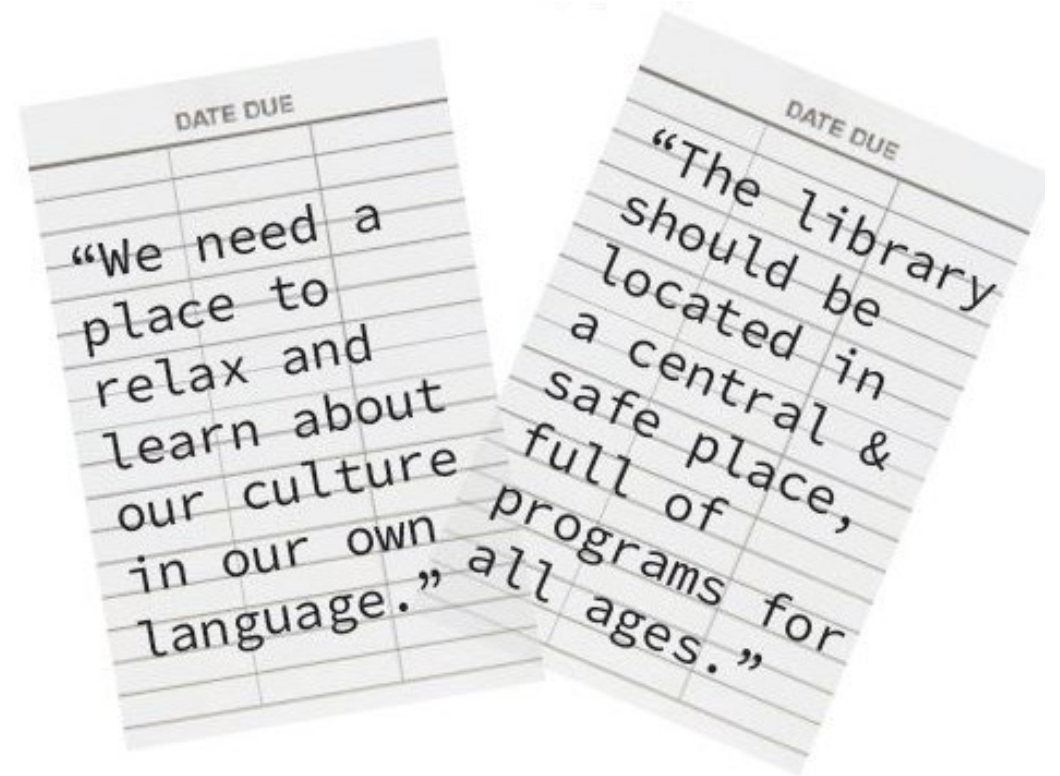 DATE DUE
“We need a
place to
relax and
learn about
our culture
in our own
language.”
DATE DUE
“The library
should be
located in
a central &
safe place,
full of
programs for
all ages.”